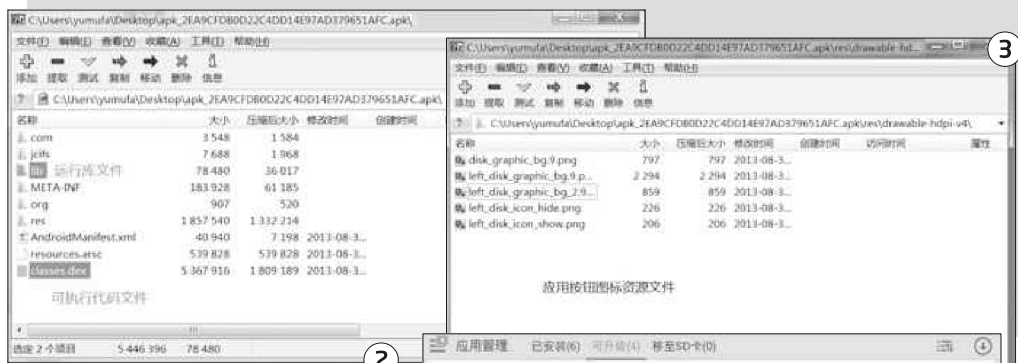 C:\Users\yumufa\Desktop\apk_2EA9CFDB0D22C4DD14E97AD379651AFC.apk\
文件(F) 编辑(E) 查看(V) 收藏(A) 工具(T) 帮助(H)
添加 提取 测试 复制 移动 删除 信息
C:\Users\yumufa\Desktop\apk_2EA9CFDB0D22C4DD14E97AD379651AFC.apk\
名称 大小 压缩后大小 修改时间 创建时间
com 3 548 1 584
jcifs 7 688 1 968
lib 运行库文件 78 480 36 017
META-INF 183 928 61 185
org 907 520
res 1 857 540 1 332 214
AndroidManifest.xml 40 940 7 198 2013-08-3...
resources.arsc 539 828 539 828 2013-08-3...
classes.dex 5 367 916 1 809 189 2013-08-3...
可执行代码文件
选定 2 个项目 5 446 396 78 480
2
C:\Users\yumufa\Desktop\apk_2EA9CFDB0D22C4DD14E97AD379651AFC.apk\res\drawable-hd...
3
文件(F) 编辑(E) 查看(V) 收藏(A) 工具(T) 帮助(H)
添加 提取 测试 复制 移动 删除 信息
C:\Users\yumufa\Desktop\apk_2EA9CFDB0D22C4DD14E97AD379651AFC.apk\res\drawable-hdpi-v4\
名称 大小 压缩后大小 修改时间 创建时间 访问时间 属性
disk_graphic_bg.9.png 797 797 2013-08-3...
left_disk_graphic_bg.9.p... 2 294 2 294 2013-08-3...
left_disk_graphic_bg_2.9... 859 859 2013-08-3...
left_disk_icon_hide.png 226 226 2013-08-3...
left_disk_icon_show.png 206 206 2013-08-3...
应用按钮图标资源文件
应用管理 已安装(6) 可升级(4) 移至SD卡(0)